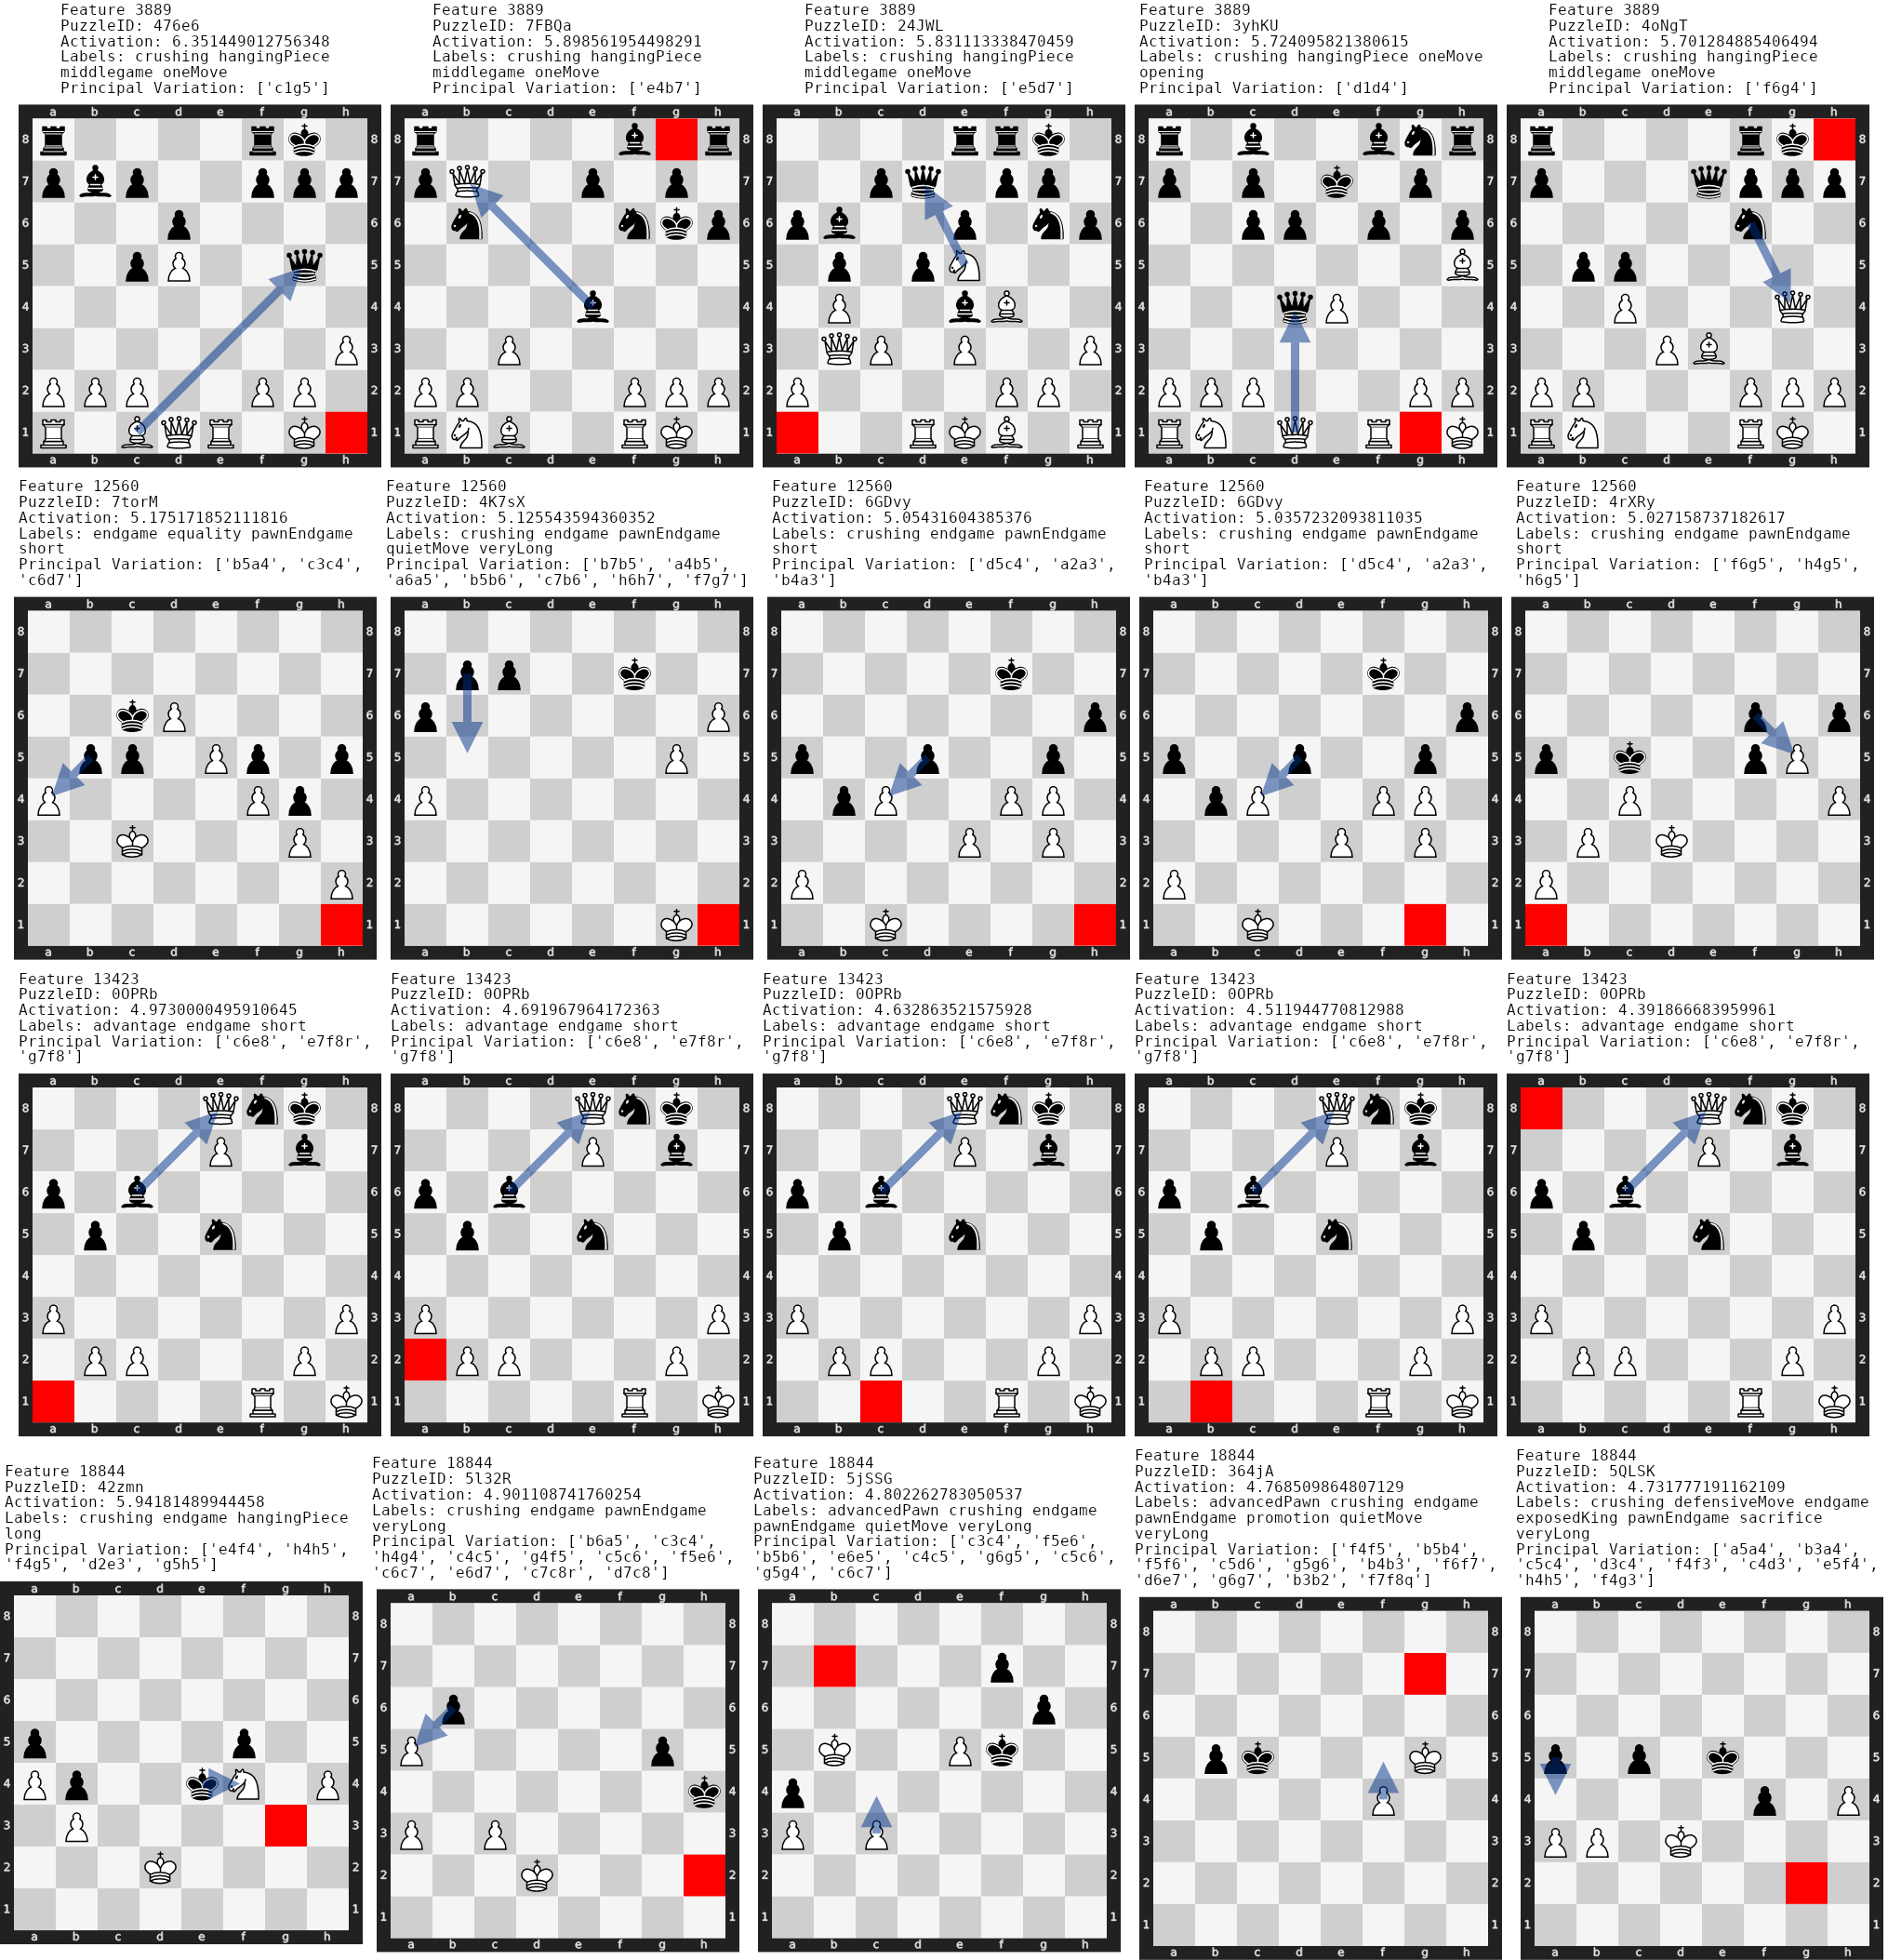 Feature 3889
PuzzleID: 476e6
Activation: 6.351449012756348
Labels: crushing hangingPiece
middlegame oneMove
Principal Variation: ['c1g5']
Feature 3889
PuzzleID: 7FBQa
Activation: 5.898561954498291
Labels: crushing hangingPiece
middlegame oneMove
Principal Variation: ['e4b7']
Feature 3889
PuzzleID: 24JWL
Activation: 5.831113338470459
Labels: crushing hangingPiece
middlegame oneMove
Principal Variation: ['e5d7']
Feature 3889
PuzzleID: 3yhKU
Activation: 5.724095821380615
Labels: crushing hangingPiece oneMove
opening
Principal Variation: ['d1d4']
Feature 3889
PuzzleID: 4oNgT
Activation: 5.701284885406494
Labels: crushing hangingPiece
middlegame oneMove
Principal Variation: ['f6g4']
Feature 12560
PuzzleID: 7torM
Activation: 5.175171852111816
Labels: endgame equality pawnEndgame
short
Principal Variation: ['b5a4', 'c3c4',
'c6d7']
Feature 12560
PuzzleID: 4K7sX
Activation: 5.125543594360352
Labels: crushing endgame pawnEndgame
quietMove veryLong
Principal Variation: ['b7b5', 'a4b5',
'a6a5', 'b5b6', 'c7b6', 'h6h7', 'f7g7']
Feature 12560
PuzzleID: 6GDvy
Activation: 5.05431604385376
Labels: crushing endgame pawnEndgame
short
Principal Variation: ['d5c4', 'a2a3',
'b4a3']
Feature 12560
PuzzleID: 6GDvy
Activation: 5.0357232093811035
Labels: crushing endgame pawnEndgame
short
Principal Variation: ['d5c4', 'a2a3',
'b4a3']
Feature 12560
PuzzleID: 4rXRy
Activation: 5.027158737182617
Labels: crushing endgame pawnEndgame
short
Principal Variation: ['f6g5', 'h4g5',
'h6g5']
Feature 13423
PuzzleID: 0OPRb
Activation: 4.9730000495910645
Labels: advantage endgame short
Principal Variation: ['c6e8', 'e7f8r',
'g7f8']
Feature 13423
PuzzleID: 0OPRb
Activation: 4.691967964172363
Labels: advantage endgame short
Principal Variation: ['c6e8', 'e7f8r',
'g7f8']
Feature 13423
PuzzleID: 0OPRb
Activation: 4.632863521575928
Labels: advantage endgame short
Principal Variation: ['c6e8', 'e7f8r',
'g7f8']
Feature 13423
PuzzleID: 0OPRb
Activation: 4.511944770812988
Labels: advantage endgame short
Principal Variation: ['c6e8', 'e7f8r',
'g7f8']
Feature 13423
PuzzleID: 0OPRb
Activation: 4.391866683959961
Labels: advantage endgame short
Principal Variation: ['c6e8', 'e7f8r',
'g7f8']
Feature 18844
PuzzleID: 42zmn
Activation: 5.94181489944458
Labels: crushing endgame hangingPiece
long
Principal Variation: ['e4f4', 'h4h5',
'f4g5', 'd2e3', 'g5h5']
Feature 18844
PuzzleID: 5l32R
Activation: 4.901108741760254
Labels: crushing endgame pawnEndgame
veryLong
Principal Variation: ['b6a5', 'c3c4',
'h4g4', 'c4c5', 'g4f5', 'c5c6', 'f5e6',
'c6c7', 'e6d7', 'c7c8r', 'd7c8']
Feature 18844
PuzzleID: 5jSSG
Activation: 4.802262783050537
Labels: advancedPawn crushing endgame
pawnEndgame quietMove veryLong
Principal Variation: ['c3c4', 'f5e6',
'b5b6', 'e6e5', 'c4c5', 'g6g5', 'c5c6',
'g5g4', 'c6c7']
Feature 18844
PuzzleID: 364jA
Activation: 4.768509864807129
Labels: advancedPawn crushing endgame
pawnEndgame promotion quietMove
veryLong
Principal Variation: ['f4f5', 'b5b4',
'f5f6', 'c5d6', 'g5g6', 'b4b3', 'f6f7',
'd6e7', 'g6g7', 'b3b2', 'f7f8q']
Feature 18844
PuzzleID: 5QLSK
Activation: 4.731777191162109
Labels: crushing defensiveMove endgame
exposedKing pawnEndgame sacrifice
veryLong
Principal Variation: ['a5a4', 'b3a4',
'c5c4', 'd3c4', 'f4f3', 'c4d3', 'e5f4',
'h4h5', 'f4g3']